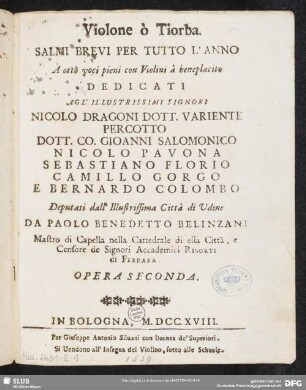 Violone ò Tiorba.
SALMI BREVI PER TUTTO L'ANNO
A otto voci pieni con Violini à beneplacito
DEDICATI
AGL' ILLUSTRISSIMI SIGNORI
NICOLO DRAGONI DOTT. VARIENTE
PERCOTTO
DOTT. CO. GIOANNI SALOMONICO
NICOLO PAVONA
SEBASTIANO FLORIO
CAMILLO GORGO
E BERNARDO COLOMBO
Deputati dall' Illustrissima Città di Udine
DA PAOLO BENEDETTO BELINZANI
Mastro di Capella nella Cattedrale di essa Città, e
Censore de Signori Accademici
di FERRARA.
OPERA SECONDA.
IN BOLOGNA, M.DCC.XVIII.
Per Giuseppe Antonio Silvani con licenza de' Superiori.
Si Vendono all' Insegna del Violino, sotto alle Scuole.
SLUB